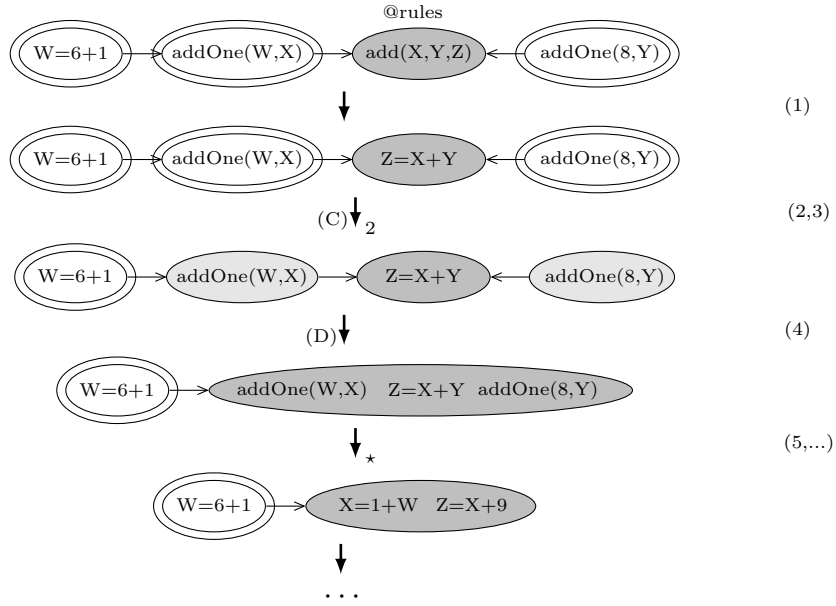 @rules
W=6+1 addOne(W,X) add(X,Y,Z) addOne(8,Y)
(1)
W=6+1 addOne(W,X) Z=X+Y addOne(8,Y)
(C) 2 (2,3)
W=6+1 addOne(W,X) Z=X+Y addOne(8,Y)
(D) (4)
W=6+1 addOne(W,X) Z=X+Y addOne(8,Y)
⋆ (5,...)
W=6+1 X=1+W Z=X+9
...